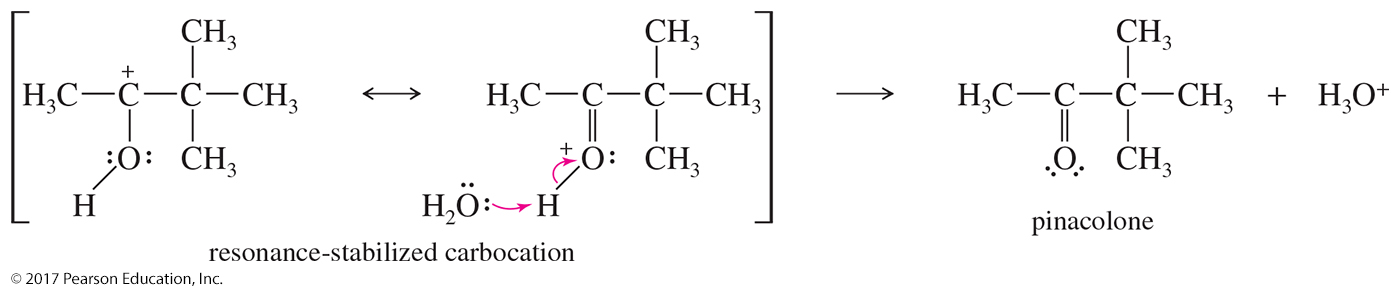 CH₃ CH₃ CH₃
H₃C—C⁺—C—CH₃ ⟷ H₃C—C—C—CH₃ ⟶ H₃C—C—C—CH₃ + H₃O⁺
:O: CH₃ ⁺O: CH₃ O CH₃
H H₂Ö: H
pinacolone
resonance-stabilized carbocation
© 2017 Pearson Education, Inc.